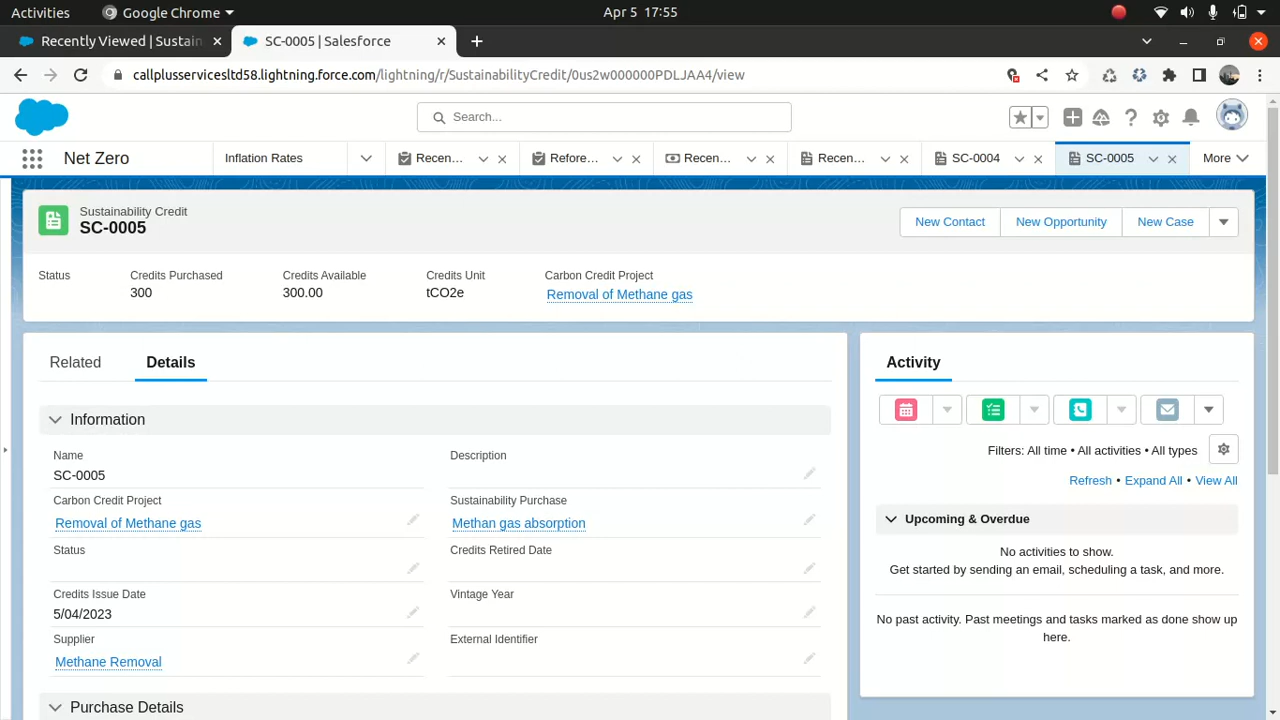 Activities Google Chrome Apr 5 17:55
Recently Viewed | Sustain SC-0005 | Salesforce
callplusservicesltd58.lightning.force.com/lightning/r/SustainabilityCredit/0us2w000000PDLJAA4/view
Search...
Net Zero Inflation Rates Recen... Refore... Recen... Recen... SC-0004 SC-0005 More
Sustainability Credit
SC-0005
New Contact New Opportunity New Case
Status Credits Purchased Credits Available Credits Unit Carbon Credit Project
300 300.00 tCO2e Removal of Methane gas
Related Details
Information
Name Description
SC-0005
Carbon Credit Project Sustainability Purchase
Removal of Methane gas Methan gas absorption
Status Credits Retired Date
Credits Issue Date Vintage Year
5/04/2023
Supplier External Identifier
Methane Removal
Purchase Details
Activity
Filters: All time • All activities • All types
Refresh • Expand All • View All
Upcoming & Overdue
No activities to show.
Get started by sending an email, scheduling a task, and more.
No past activity. Past meetings and tasks marked as done show up
here.